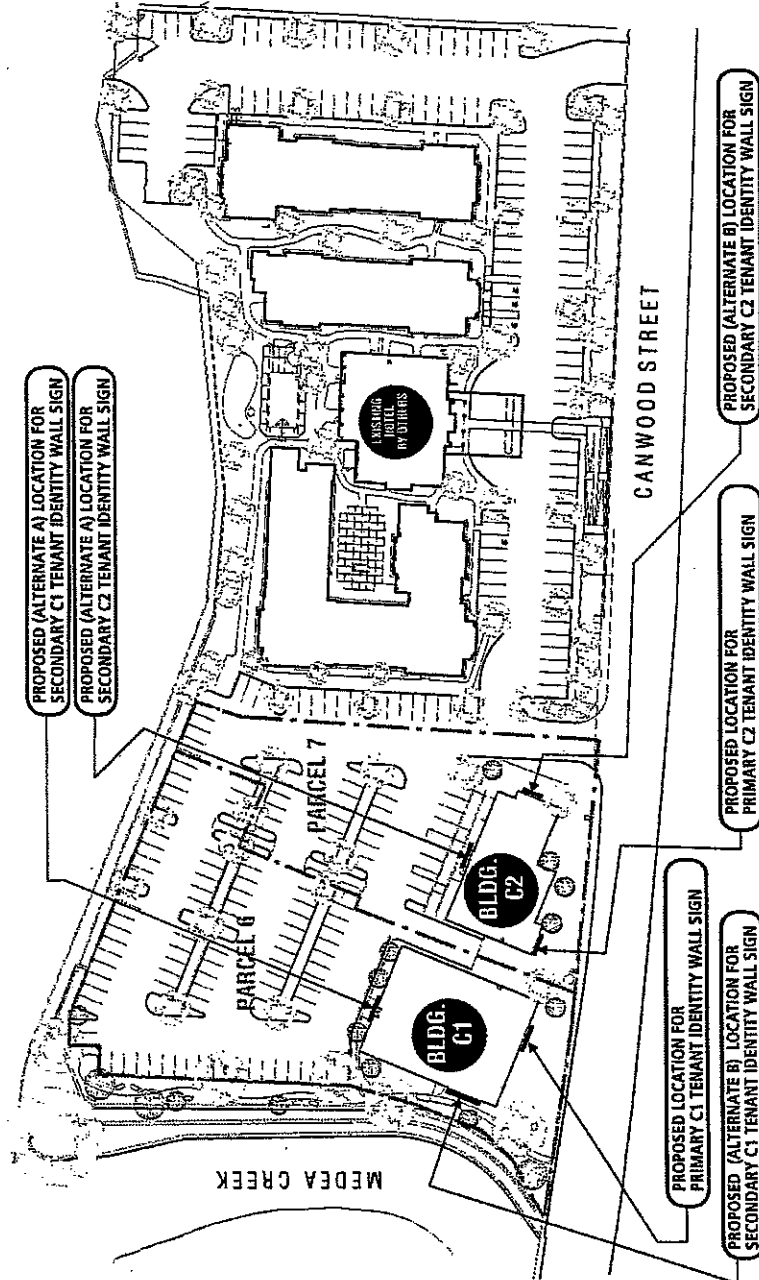 PROPOSED (ALTERNATE A) LOCATION FOR
SECONDARY C1 TENANT IDENTITY WALL SIGN
PROPOSED (ALTERNATE A) LOCATION FOR
SECONDARY C2 TENANT IDENTITY WALL SIGN
EXISTING
HOTEL
BY OTHERS
PARCEL 7
PARCEL 6
BLDG.
C2
BLDG.
C1
MEDEA CREEK
CANWOOD STREET
PROPOSED LOCATION FOR
PRIMARY C1 TENANT IDENTITY WALL SIGN
PROPOSED (ALTERNATE B) LOCATION FOR
SECONDARY C1 TENANT IDENTITY WALL SIGN
PROPOSED LOCATION FOR
PRIMARY C2 TENANT IDENTITY WALL SIGN
PROPOSED (ALTERNATE B) LOCATION FOR
SECONDARY C2 TENANT IDENTITY WALL SIGN